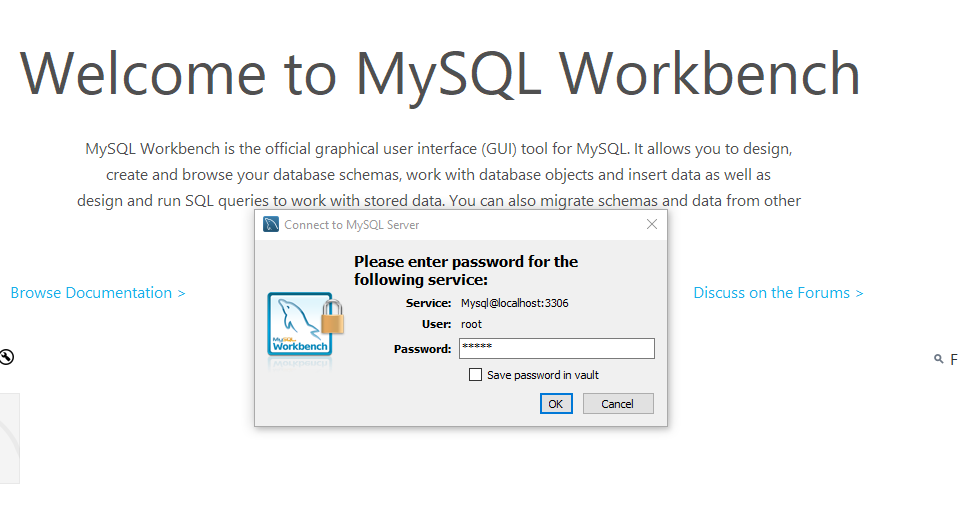 Welcome to MySQL Workbench
MySQL Workbench is the official graphical user interface (GUI) tool for MySQL. It allows you to design,
create and browse your database schemas, work with database objects and insert data as well as
design and run SQL queries to work with stored data. You can also migrate schemas and data from other
Connect to MySQL Server
Please enter password for the
following service:
Service: Mysql@localhost:3306
User: root
Password: *****
Save password in vault
OK Cancel
MySQL
Workbench
Browse Documentation >
Discuss on the Forums >
F